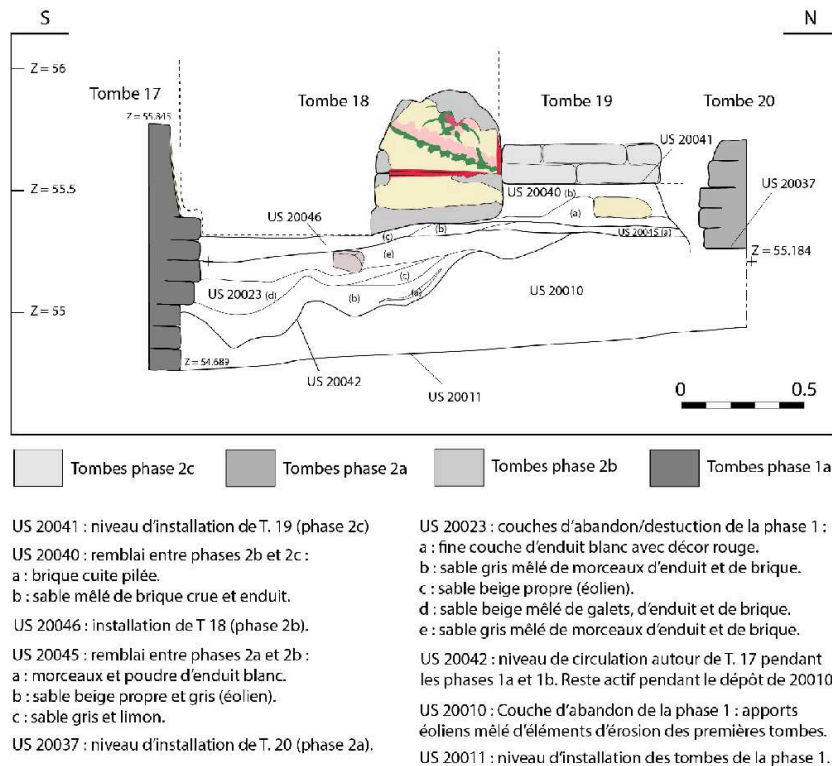 S
N
Z = 56
Tombe 17
Tombe 18
Tombe 19
Tombe 20
Z = 55.845
US 20041
Z = 55.5
US 20040 (b)
US 20037
(a)
US 20046
(b)
(c)
US 20045 (a)
Z = 55.184
(e)
(c)
US 20023 (d)
(a)
US 20010
(b)
Z = 55
Z = 54.689
US 20042
US 20011
0
0.5
Tombes phase 2c
Tombes phase 2a
Tombes phase 2b
Tombes phase 1a
US 20041 : niveau d'installation de T. 19 (phase 2c)
US 20040 : remblai entre phases 2b et 2c :
a : brique cuite pilée.
b : sable mêlé de brique crue et enduit.
US 20046 : installation de T 18 (phase 2b).
US 20045 : remblai entre phases 2a et 2b :
a : morceaux et poudre d'enduit blanc.
b : sable beige propre et gris (éolien).
c : sable gris et limon.
US 20037 : niveau d'installation de T. 20 (phase 2a).
US 20023 : couches d'abandon/destuction de la phase 1 :
a : fine couche d'enduit blanc avec décor rouge.
b : sable gris mêlé de morceaux d'enduit et de brique.
c : sable beige propre (éolien).
d : sable beige mêlé de galets, d'enduit et de brique.
e : sable gris mêlé de morceaux d'enduit et de brique.
US 20042 : niveau de circulation autour de T. 17 pendant
les phases 1a et 1b. Reste actif pendant le dépôt de 20010
US 20010 : Couche d'abandon de la phase 1 : apports
éoliens mêlé d'éléments d'érosion des premières tombes.
US 20011 : niveau d'installation des tombes de la phase 1.